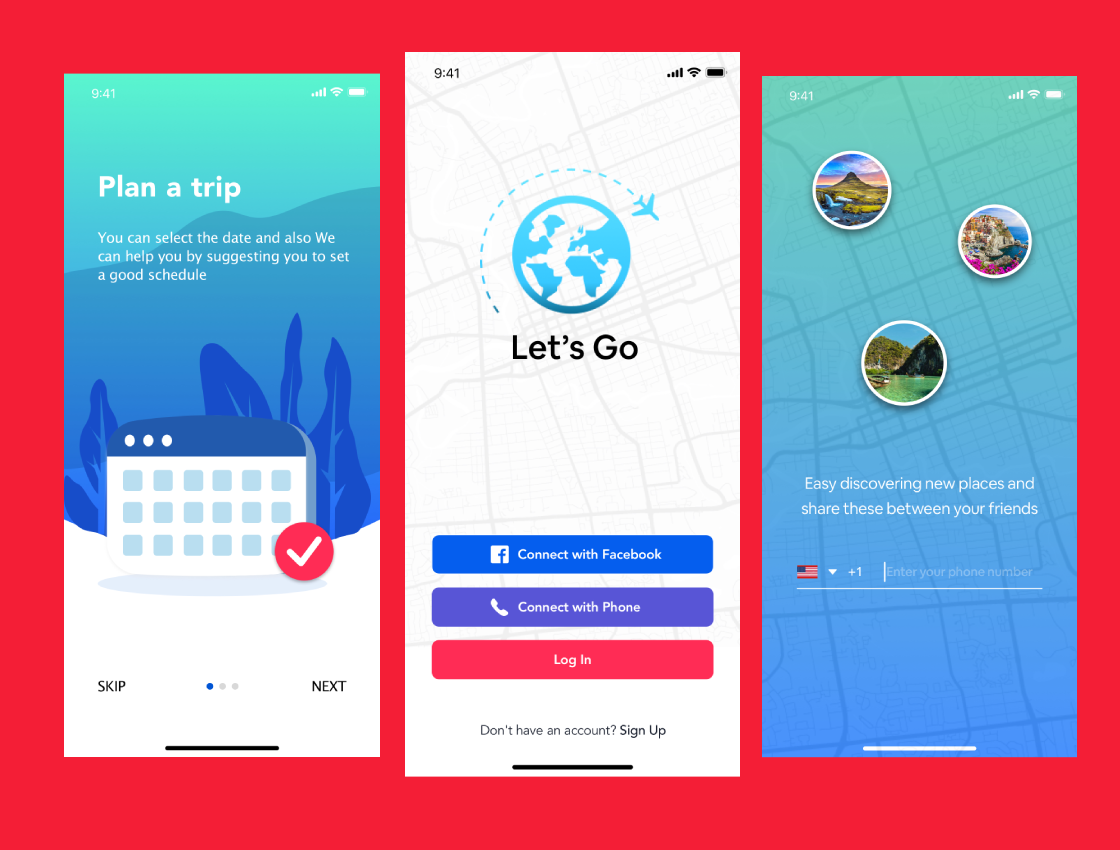 9:41
Plan a trip
You can select the date and also We
can help you by suggesting you to set
a good schedule
SKIP
NEXT
9:41
Let’s Go
Connect with Facebook
Connect with Phone
Log In
Don't have an account? Sign Up
9:41
Easy discovering new places and
share these between your friends
+1 Enter your phone number